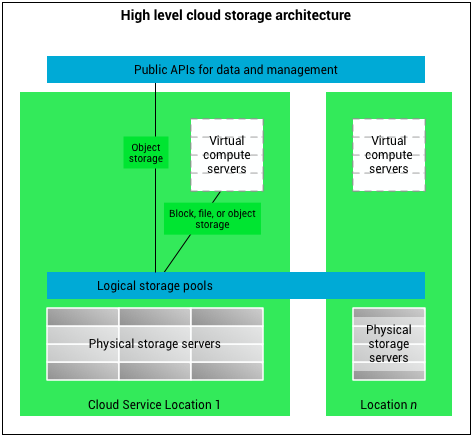 High level cloud storage architecture
Public APIs for data and management
Object
storage
Virtual
compute
servers
Virtual
compute
servers
Block, file, or object
storage
Logical storage pools
Physical storage servers
Physical
storage
servers
Cloud Service Location 1
Location n